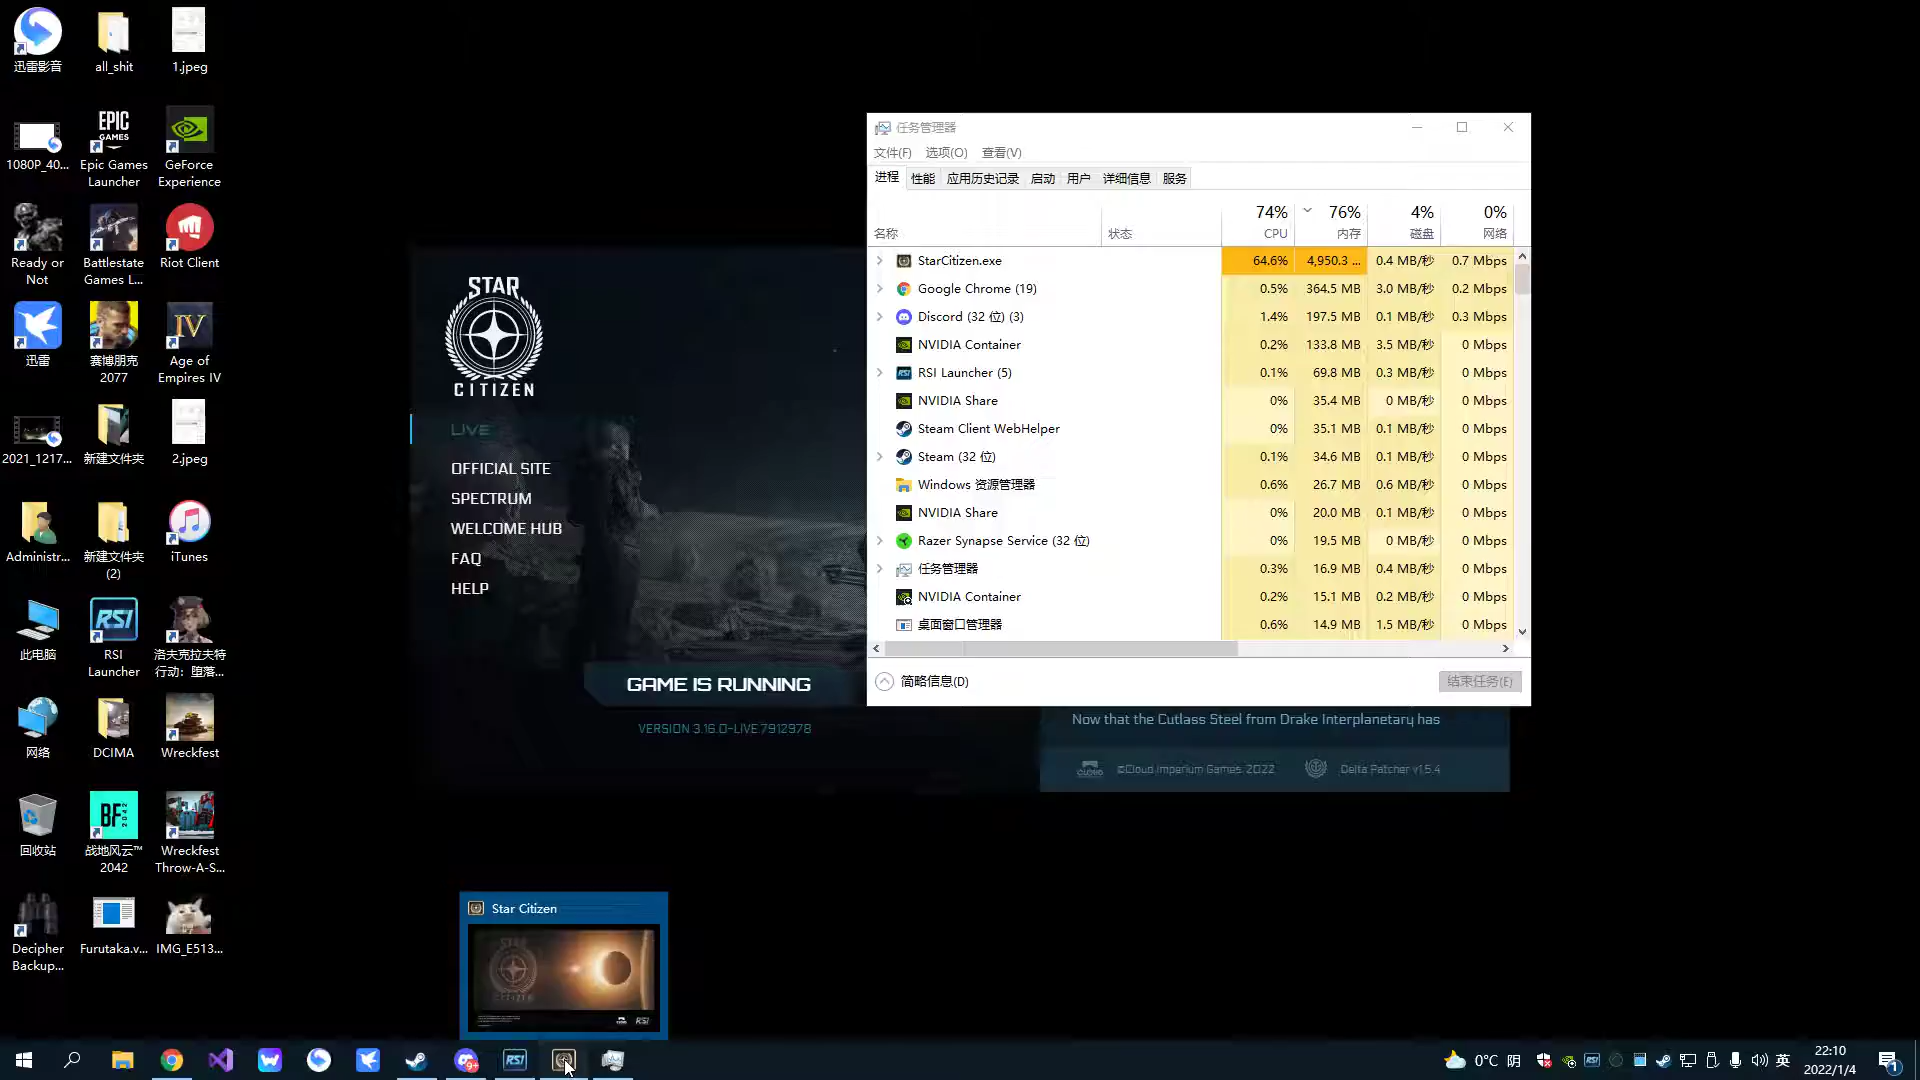 迅雷影音
all_shit
1.jpeg
1080P_40...
EPIC
GAMES
Epic Games
Launcher
GeForce
Experience
Ready or
Not
Battlestate
Games L...
Riot Client
迅雷
赛博朋克
2077
IV
Age of
Empires IV
2021_1217...
新建文件夹
2.jpeg
Administr...
新建文件夹
(2)
iTunes
此电脑
RSI
RSI
Launcher
洛夫克拉夫特
行动：堕落...
网络
DCIMA
Wreckfest
回收站
BF
2042
战地风云™
2042
Wreckfest
Throw-A-S...
Decipher
Backup...
Furutaka.v...
IMG_E513...
STAR
CITIZEN
LIVE
OFFICIAL SITE
SPECTRUM
WELCOME HUB
FAQ
HELP
GAME IS RUNNING
VERSION 3.16.0-LIVE.7912978
任务管理器
文件(F) 选项(O) 查看(V)
进程 性能 应用历史记录 启动 用户 详细信息 服务
74% 76% 4% 0%
名称 状态 CPU 内存 磁盘 网络
StarCitizen.exe 64.6% 4,950.3 ... 0.4 MB/秒 0.7 Mbps
Google Chrome (19) 0.5% 364.5 MB 3.0 MB/秒 0.2 Mbps
Discord (32 位) (3) 1.4% 197.5 MB 0.1 MB/秒 0.3 Mbps
NVIDIA Container 0.2% 133.8 MB 3.5 MB/秒 0 Mbps
RSI Launcher (5) 0.1% 69.8 MB 0.3 MB/秒 0 Mbps
NVIDIA Share 0% 35.4 MB 0 MB/秒 0 Mbps
Steam Client WebHelper 0% 35.1 MB 0.1 MB/秒 0 Mbps
Steam (32 位) 0.1% 34.6 MB 0.1 MB/秒 0 Mbps
Windows 资源管理器 0.6% 26.7 MB 0.6 MB/秒 0 Mbps
NVIDIA Share 0% 20.0 MB 0.1 MB/秒 0 Mbps
Razer Synapse Service (32 位) 0% 19.5 MB 0 MB/秒 0 Mbps
任务管理器 0.3% 16.9 MB 0.4 MB/秒 0 Mbps
NVIDIA Container 0.2% 15.1 MB 0.2 MB/秒 0 Mbps
桌面窗口管理器 0.6% 14.9 MB 1.5 MB/秒 0 Mbps
简略信息(D)
结束任务(E)
Now that the Cutlass Steel from Drake Interplanetary has
©Cloud Imperium Games. 2022
Delta Patcher v1.5.4
Star Citizen
STAR
CITIZEN
RSI
RSI
0°C 阴
英
22:10
2022/1/4
1